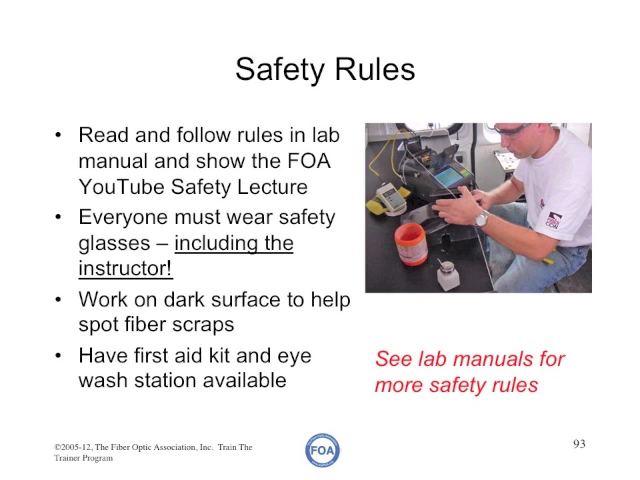 Safety Rules
• Read and follow rules in lab
manual and show the FOA
YouTube Safety Lecture
• Everyone must wear safety
glasses – including the
instructor!
• Work on dark surface to help
spot fiber scraps
• Have first aid kit and eye
wash station available
See lab manuals for
more safety rules
©2005-12, The Fiber Optic Association, Inc. Train The
Trainer Program
FOA
93